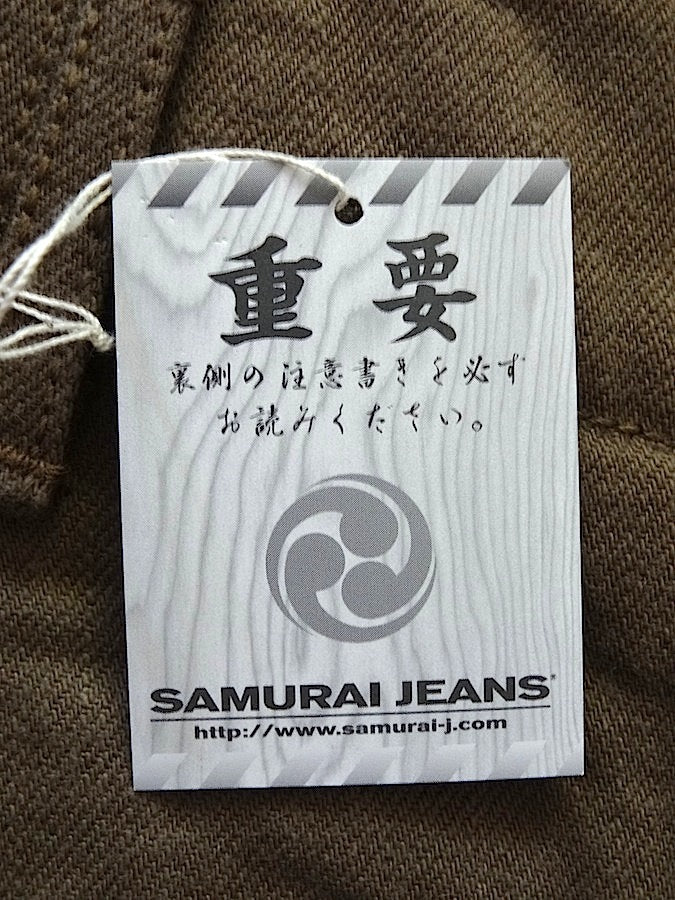 重要
裏側の注意書きを必ず
お読みください。
SAMURAI JEANS®
http://www.samurai-j.com